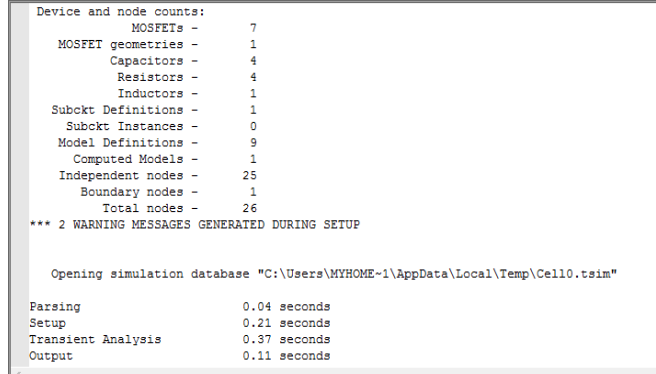 Device and node counts:
MOSFETs - 7
MOSFET geometries - 1
Capacitors - 4
Resistors - 4
Inductors - 1
Subckt Definitions - 1
Subckt Instances - 0
Model Definitions - 9
Computed Models - 1
Independent nodes - 25
Boundary nodes - 1
Total nodes - 26
*** 2 WARNING MESSAGES GENERATED DURING SETUP
Opening simulation database "C:\Users\MYHOME~1\AppData\Local\Temp\Cell0.tsim"
Parsing 0.04 seconds
Setup 0.21 seconds
Transient Analysis 0.37 seconds
Output 0.11 seconds